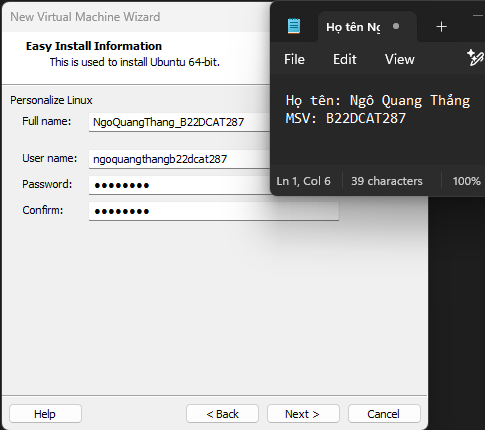 New Virtual Machine Wizard
Easy Install Information
This is used to install Ubuntu 64-bit.
Personalize Linux
Full name: NgoQuangThang_B22DCAT287
User name: ngoquangthangb22dcat287
Password: ●●●●●●●●
Confirm: ●●●●●●●●
Help
< Back
Next >
Cancel
Họ tên: Ng
File Edit View
Họ tên: Ngô Quang Thắng
MSV: B22DCAT287
Ln 1, Col 6
39 characters
100%